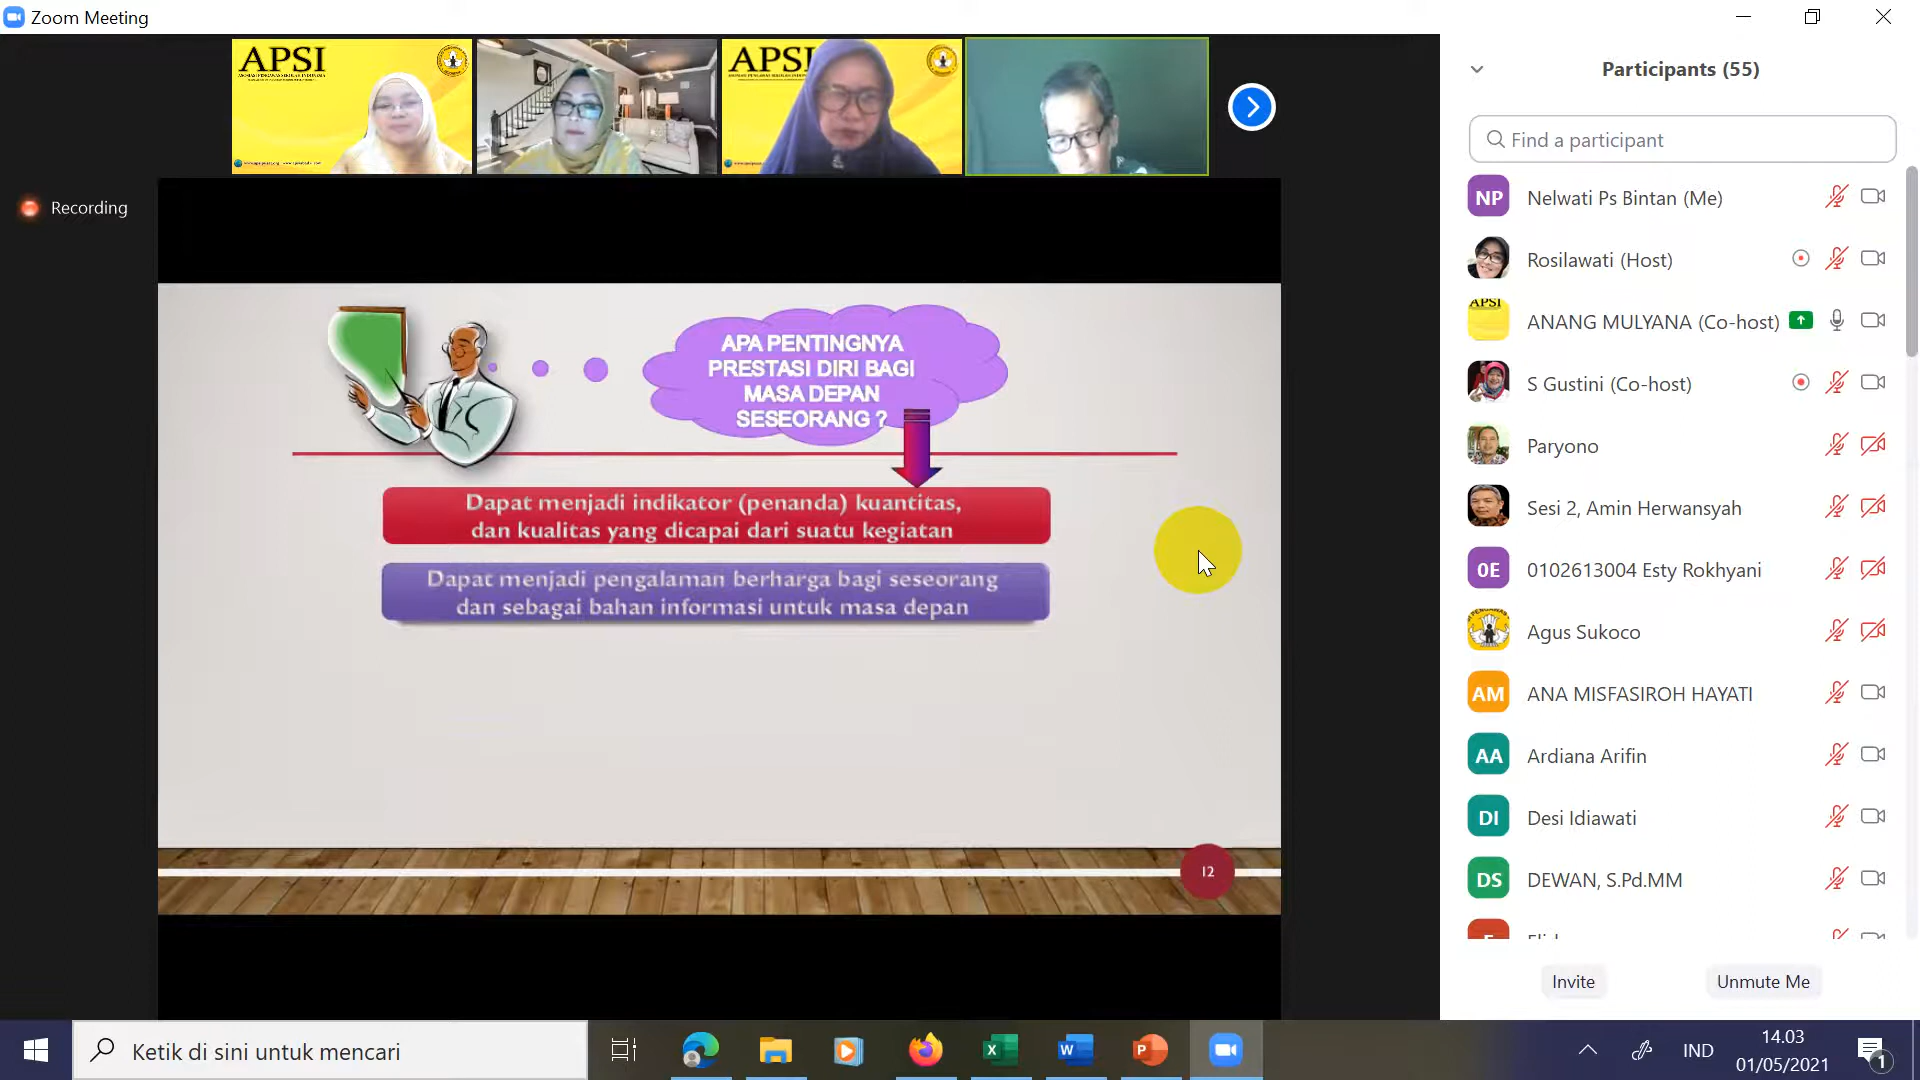 Zoom Meeting
APSI
APSI
Recording
APA PENTINGNYA
PRESTASI DIRI BAGI
MASA DEPAN
SESEORANG ?
Dapat menjadi indikator (penanda) kuantitas,
dan kualitas yang dicapai dari suatu kegiatan
Dapat menjadi pengalaman berharga bagi seseorang
dan sebagai bahan informasi untuk masa depan
12
Participants (55)
Find a participant
NP Nelwati Ps Bintan (Me)
Rosilawati (Host)
APSI ANANG MULYANA (Co-host)
S Gustini (Co-host)
Paryono
Sesi 2, Amin Herwansyah
0E 0102613004 Esty Rokhyani
Agus Sukoco
AM ANA MISFASIROH HAYATI
AA Ardiana Arifin
DI Desi Idiawati
DS DEWAN, S.Pd.MM
Invite
Unmute Me
Ketik di sini untuk mencari
IND
14.03
01/05/2021
1